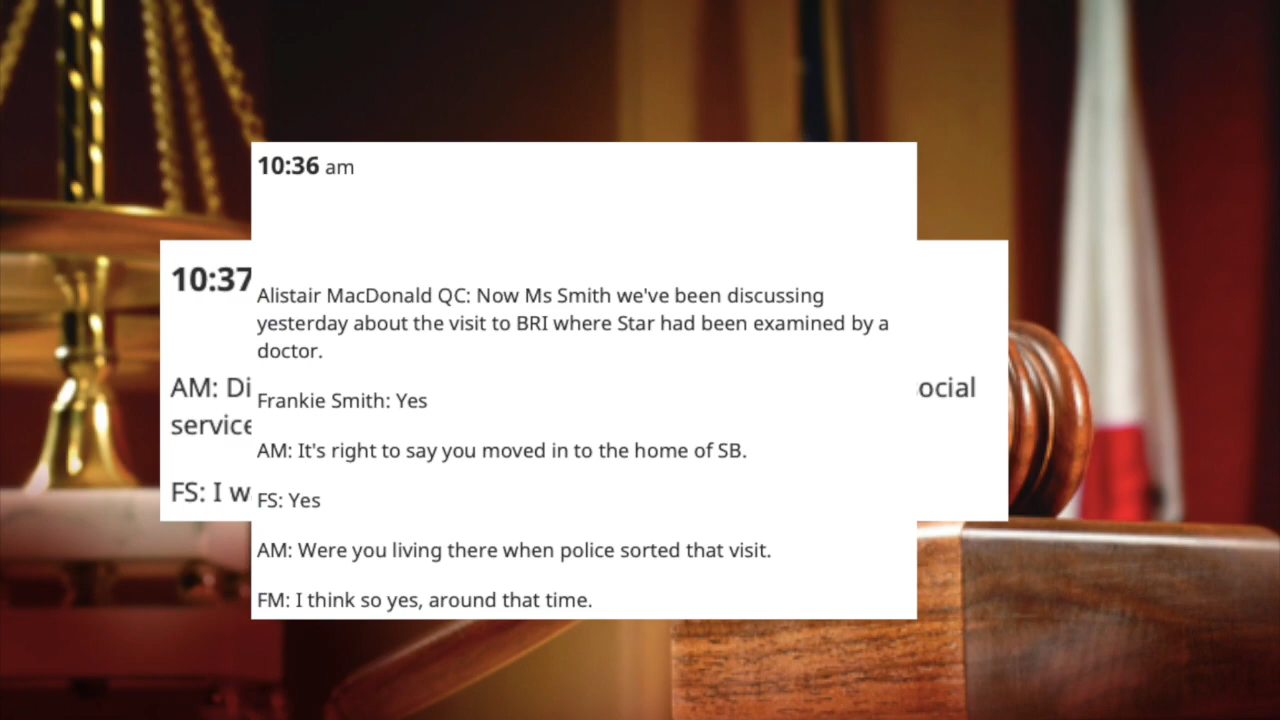 10:36 am
Alistair MacDonald QC: Now Ms Smith we've been discussing
yesterday about the visit to BRI where Star had been examined by a
doctor.
Frankie Smith: Yes
AM: It's right to say you moved in to the home of SB.
FS: Yes
AM: Were you living there when police sorted that visit.
FM: I think so yes, around that time.
10:37
AM:
FS: I